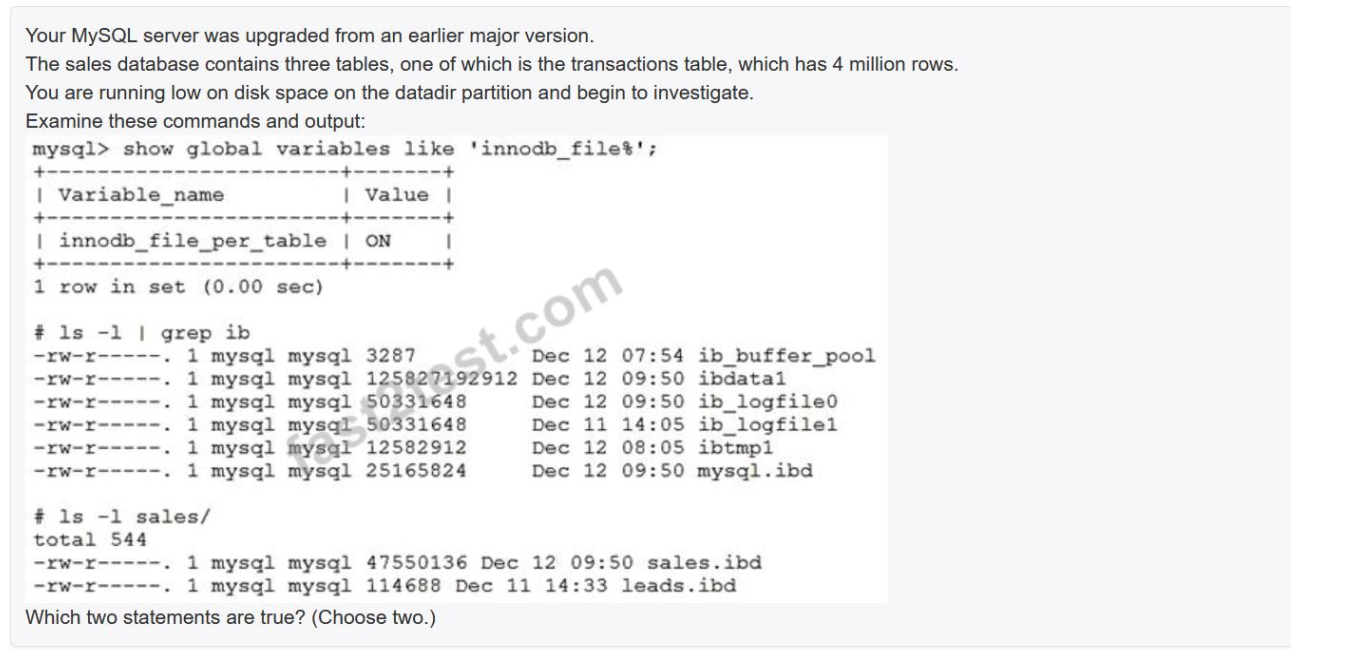 Your MySQL server was upgraded from an earlier major version.
The sales database contains three tables, one of which is the transactions table, which has 4 million rows.
You are running low on disk space on the datadir partition and begin to investigate.
Examine these commands and output:
mysql> show global variables like 'innodb_file%';
+-----------------------+-------+
| Variable_name         | Value |
+-----------------------+-------+
| innodb_file_per_table | ON    |
+-----------------------+-------+
1 row in set (0.00 sec)
# ls -l | grep ib
-rw-r-----. 1 mysql mysql 3287         Dec 12 07:54 ib_buffer_pool
-rw-r-----. 1 mysql mysql 125827192912 Dec 12 09:50 ibdata1
-rw-r-----. 1 mysql mysql 50331648     Dec 12 09:50 ib_logfile0
-rw-r-----. 1 mysql mysql 50331648     Dec 11 14:05 ib_logfile1
-rw-r-----. 1 mysql mysql 12582912     Dec 12 08:05 ibtmp1
-rw-r-----. 1 mysql mysql 25165824     Dec 12 09:50 mysql.ibd
fast2test.com
# ls -l sales/
total 544
-rw-r-----. 1 mysql mysql 47550136 Dec 12 09:50 sales.ibd
-rw-r-----. 1 mysql mysql 114688 Dec 11 14:33 leads.ibd
Which two statements are true? (Choose two.)